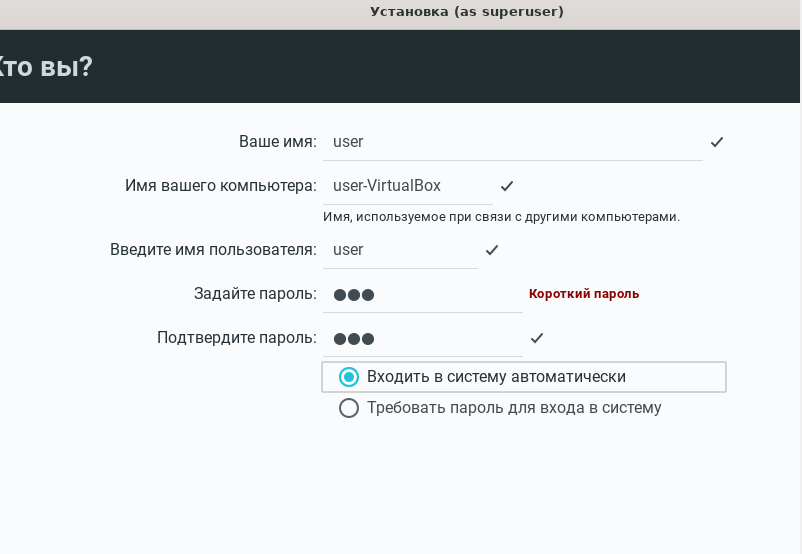 Установка (as superuser)
Кто вы?
Ваше имя: user
Имя вашего компьютера: user-VirtualBox
Имя, используемое при связи с другими компьютерами.
Введите имя пользователя: user
Задайте пароль: ●●● Короткий пароль
Подтвердите пароль: ●●●
Входить в систему автоматически
Требовать пароль для входа в систему